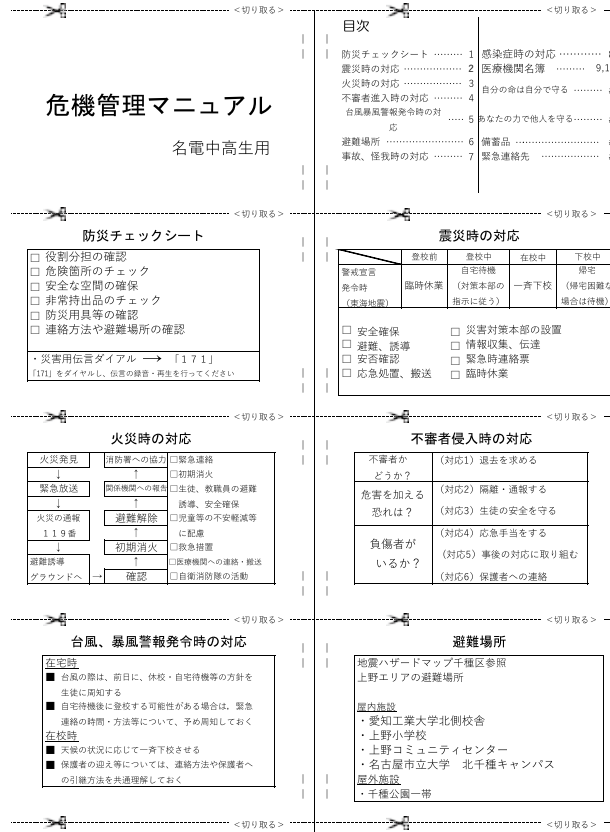 ＜切り取る＞
＜切り取る＞
危機管理マニュアル
名電中高生用
目次
防災チェックシート ……… 1
震災時の対応 …………… 2
火災時の対応 …………… 3
不審者進入時の対応 …… 4
台風暴風警報発令時の対
応 …… 5
避難場所 ……………… 6
事故、怪我時の対応 ……… 7
感染症時の対応 …………
医療機関名簿 ……… 9,1
自分の命は自分で守る ………
あなたの力で他人を守る……
備蓄品 ………………
緊急連絡先 …………
＜切り取る＞
＜切り取る＞
防災チェックシート
□ 役割分担の確認
□ 危険箇所のチェック
□ 安全な空間の確保
□ 非常持出品のチェック
□ 防災用具等の確認
□ 連絡方法や避難場所の確認
・災害用伝言ダイアル ⟶ 「１７１」
「171」をダイヤルし、伝言の録音・再生を行ってください
震災時の対応
登校前 登校中 在校中 下校中
警戒宣言
発令時
（東海地震）
臨時休業
自宅待機
（対策本部の
指示に従う）
一斉下校
帰宅
（帰宅困難な
場合は待機）
□ 安全確保
□ 避難、誘導
□ 安否確認
□ 応急処置、搬送
□ 災害対策本部の設置
□ 情報収集、伝達
□ 緊急時連絡票
□ 臨時休業
＜切り取る＞
＜切り取る＞
火災時の対応
火災発見
↓
緊急放送
↓
火災の通報
１１９番
↓
避難誘導
グラウンドへ →
消防署への協力
↑
関係機関への報告
↑
避難解除
↑
初期消火
↑
確認
□緊急連絡
□初期消火
□生徒、教職員の避難
誘導、安全確保
□児童等の不安軽減等
に配慮
□救急措置
□医療機関への連絡・搬送
□自衛消防隊の活動
不審者侵入時の対応
不審者か
どうか？
（対応1）退去を求める
危害を加える
恐れは？
（対応2）隔離・通報する
（対応3）生徒の安全を守る
負傷者が
いるか？
（対応4）応急手当をする
（対応5）事後の対応に取り組む
（対応6）保護者への連絡
＜切り取る＞
＜切り取る＞
台風、暴風警報発令時の対応
在宅時
■ 台風の際は、前日に、休校・自宅待機等の方針を
生徒に周知する
■ 自宅待機後に登校する可能性がある場合は，緊急
連絡の時間・方法等について、予め周知しておく
在校時
■ 天候の状況に応じて一斉下校させる
■ 保護者の迎え等については、連絡方法や保護者へ
の引継方法を共通理解しておく
避難場所
地震ハザードマップ千種区参照
上野エリアの避難場所
屋内施設
・愛知工業大学北側校舎
・上野小学校
・上野コミュニティセンター
・名古屋市立大学　北千種キャンパス
屋外施設
・千種公園一帯
＜切り取る＞
＜切り取る＞